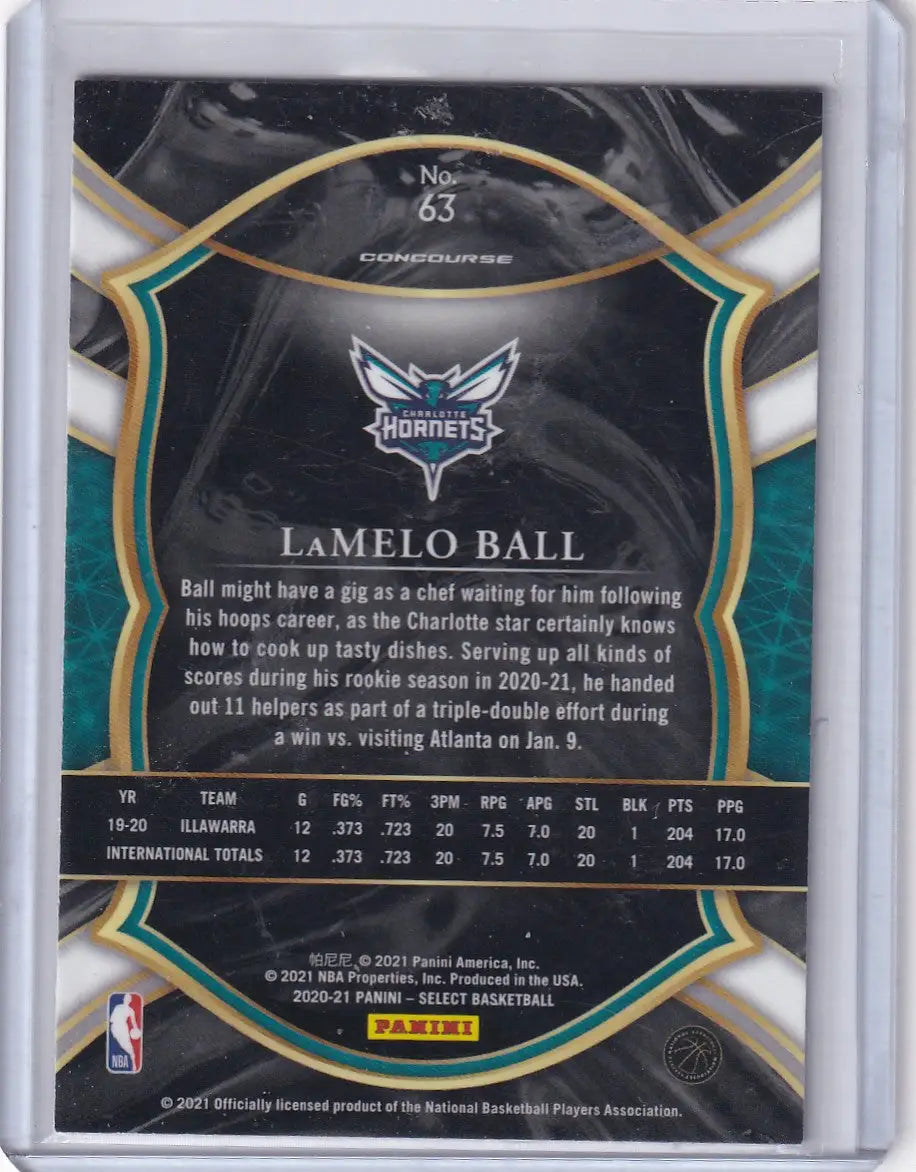 No.
63
CONCOURSE
CHARLOTTE
HORNETS
LaMELO BALL
Ball might have a gig as a chef waiting for him following
his hoops career, as the Charlotte star certainly knows
how to cook up tasty dishes. Serving up all kinds of
scores during his rookie season in 2020-21, he handed
out 11 helpers as part of a triple-double effort during
a win vs. visiting Atlanta on Jan. 9.
YR TEAM G FG% FT% 3PM RPG APG STL BLK PTS PPG
19-20 ILLAWARRA 12 .373 .723 20 7.5 7.0 20 1 204 17.0
INTERNATIONAL TOTALS 12 .373 .723 20 7.5 7.0 20 1 204 17.0
帕尼尼 © 2021 Panini America, Inc.
© 2021 NBA Properties, Inc. Produced in the USA.
2020-21 PANINI – SELECT BASKETBALL
PANINI
NBA
© 2021 Officially licensed product of the National Basketball Players Association.